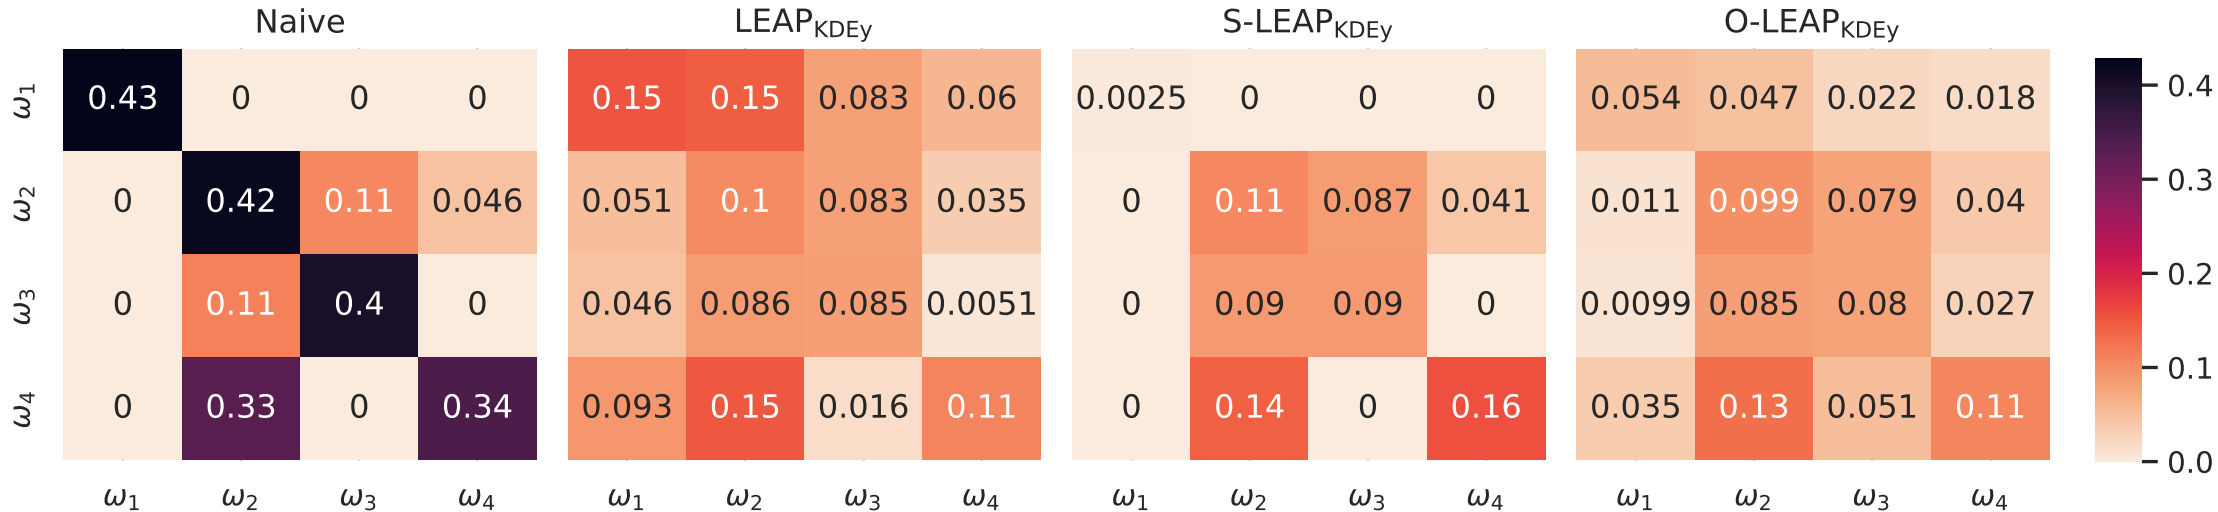 Naive LEAP_KDEy S-LEAP_KDEy O-LEAP_KDEy
ω₁ 0.43 0 0 0 0.15 0.15 0.083 0.06 0.0025 0 0 0 0.054 0.047 0.022 0.018 0.4
ω₂ 0 0.42 0.11 0.046 0.051 0.1 0.083 0.035 0 0.11 0.087 0.041 0.011 0.099 0.079 0.04 0.3
0.2
ω₃ 0 0.11 0.4 0 0.046 0.086 0.085 0.0051 0 0.09 0.09 0 0.0099 0.085 0.08 0.027
0.1
ω₄ 0 0.33 0 0.34 0.093 0.15 0.016 0.11 0 0.14 0 0.16 0.035 0.13 0.051 0.11
0.0
ω₁ ω₂ ω₃ ω₄ ω₁ ω₂ ω₃ ω₄ ω₁ ω₂ ω₃ ω₄ ω₁ ω₂ ω₃ ω₄